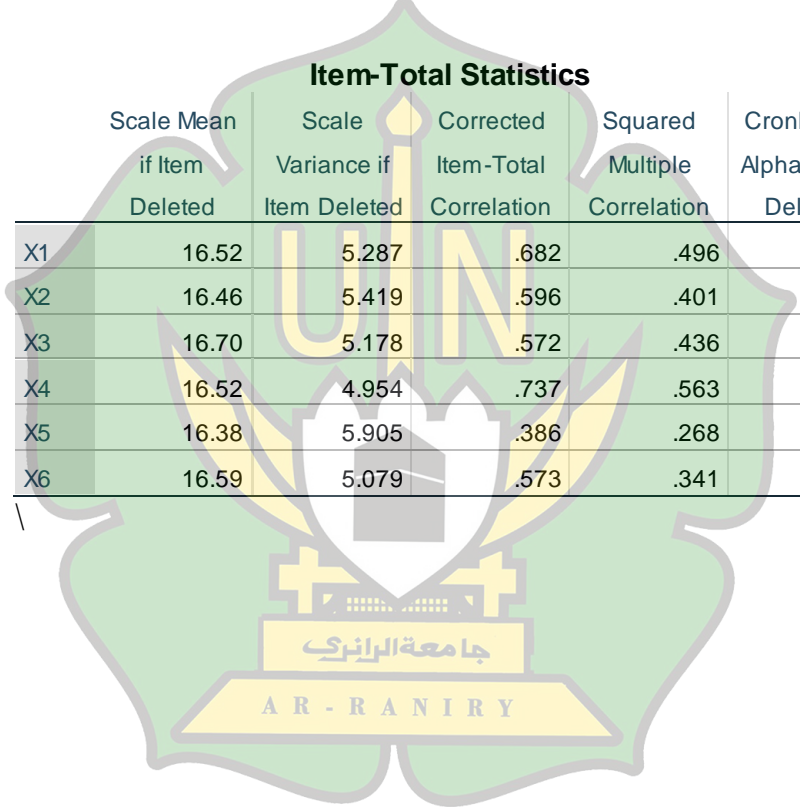 Item-Total Statistics
Scale Mean if Item Deleted | Scale Variance if Item Deleted | Corrected Item-Total Correlation | Squared Multiple Correlation | Alpha
X1 16.52 5.287 .682 .496
X2 16.46 5.419 .596 .401
X3 16.70 5.178 .572 .436
X4 16.52 4.954 .737 .563
X5 16.38 5.905 .386 .268
X6 16.59 5.079 .573 .341
\
UIN
جامعة الرانري
AR-RANIRY